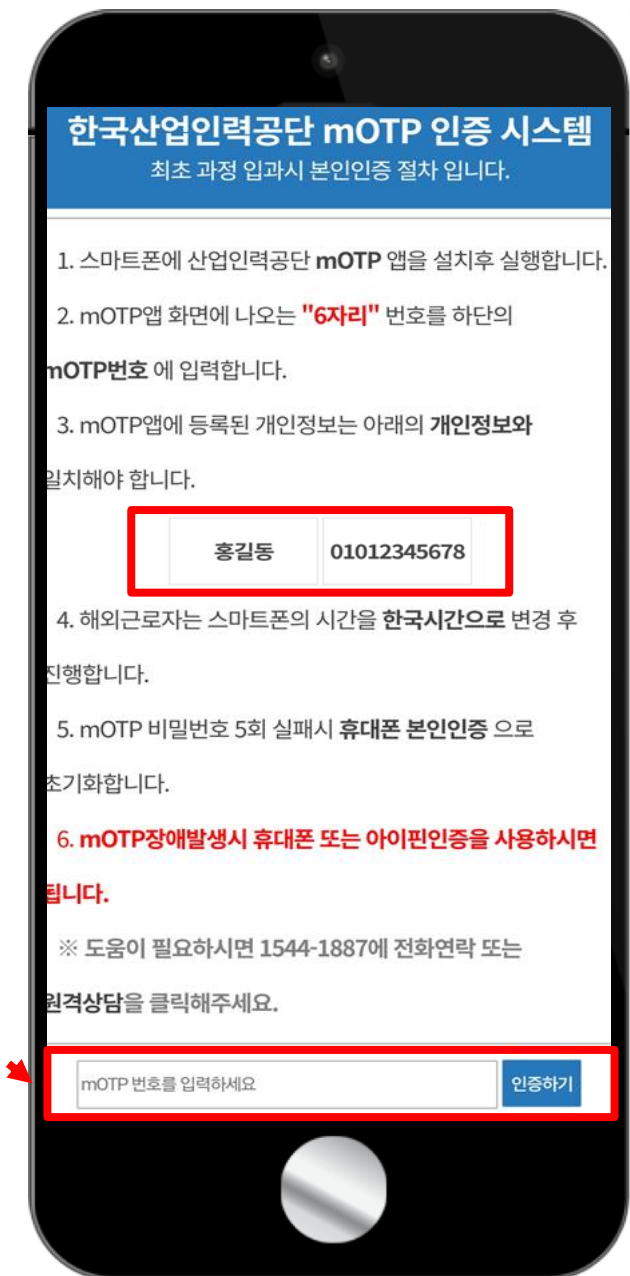 한국산업인력공단 mOTP 인증 시스템
최초 과정 입과시 본인인증 절차 입니다.
1. 스마트폰에 산업인력공단 mOTP 앱을 설치후 실행합니다.
2. mOTP앱 화면에 나오는 "6자리" 번호를 하단의
mOTP번호 에 입력합니다.
3. mOTP앱에 등록된 개인정보는 아래의 개인정보와
일치해야 합니다.
홍길동 01012345678
4. 해외근로자는 스마트폰의 시간을 한국시간으로 변경 후
진행합니다.
5. mOTP 비밀번호 5회 실패시 휴대폰 본인인증 으로
초기화합니다.
6. mOTP장애발생시 휴대폰 또는 아이핀인증을 사용하시면
됩니다.
※ 도움이 필요하시면 1544-1887에 전화연락 또는
원격상담을 클릭해주세요.
mOTP 번호를 입력하세요 인증하기